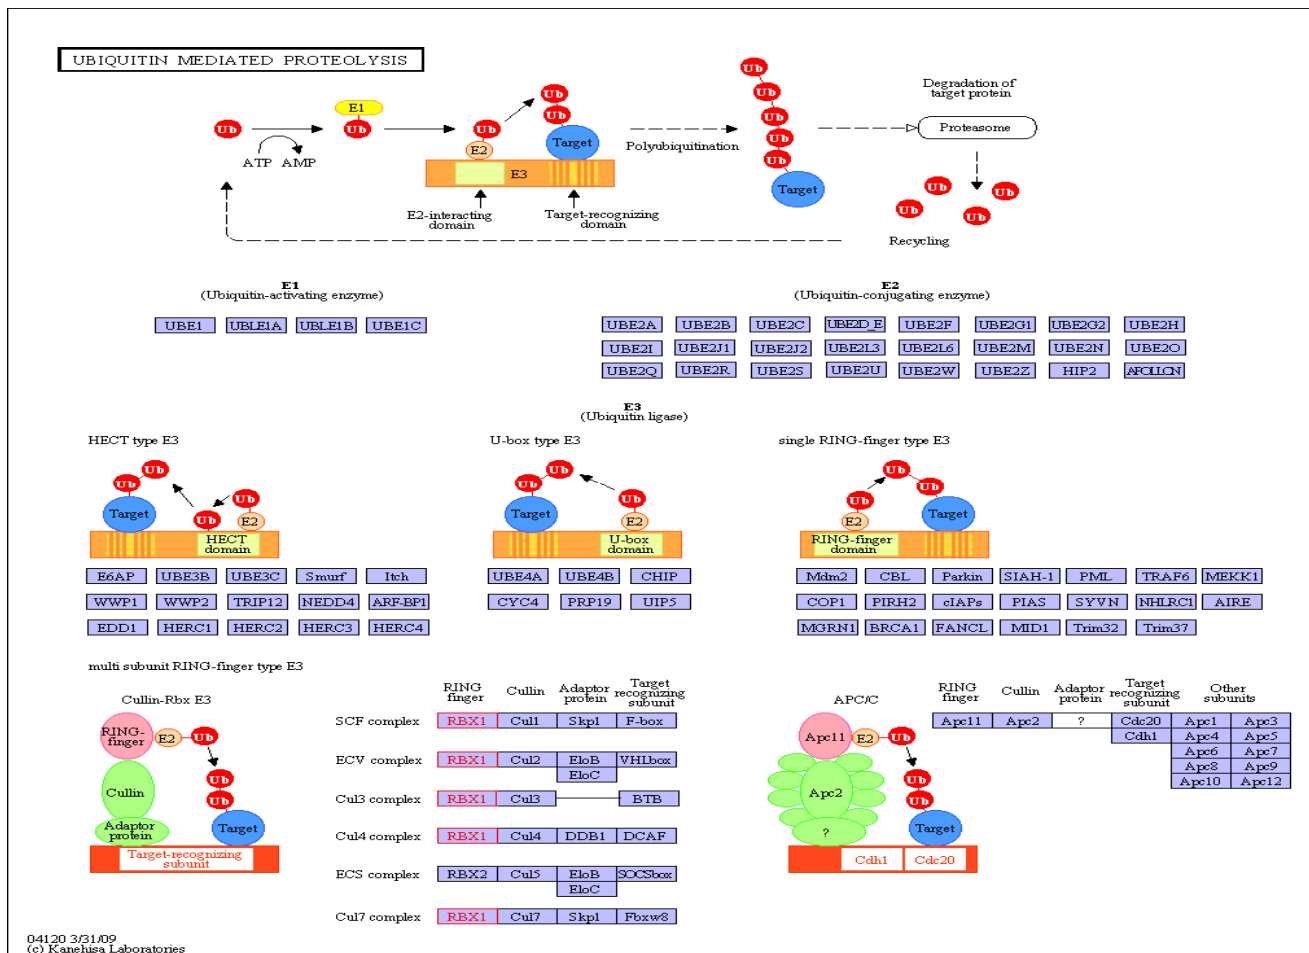 UBIQUITIN MEDIATED PROTEOLYSIS
Ub
ATP AMP
E1
Ub
Ub
E2
Ub
Ub
Target
E3
E2-interacting
domain
Target-recognizing
domain
Polyubiquitination
Ub
Ub
Ub
Ub
Ub
Target
Degradation of
target protein
Proteasome
Ub
Ub
Ub
Ub
Recycling
E1
(Ubiquitin-activating enzyme)
UBE1 UBLE1A UBLE1B UBE1C
E2
(Ubiquitin-conjugating enzyme)
UBE2A UBE2B UBE2C UBE2D_E UBE2F UBE2G1 UBE2G2 UBE2H
UBE2I UBE2J1 UBE2J2 UBE2L3 UBE2L6 UBE2M UBE2N UBE2O
UBE2Q UBE2R UBE2S UBE2U UBE2W UBE2Z HIP2 APOLLCN
E3
(Ubiquitin ligase)
HECT type E3
Ub
Ub
Target
Ub
Ub
E2
HECT
domain
E6AP UBE3B UBE3C Smurf Itch
WWP1 WWP2 TRIP12 NEDD4 ARF-BP1
EDD1 HERC1 HERC2 HERC3 HERC4
U-box type E3
Ub
Ub
Target
Ub
E2
U-box
domain
UBE4A UBE4B CHIP
CYC4 PRP19 UIP5
single RING-finger type E3
Ub
Ub
Ub
E2
Target
RING-finger
domain
Mdm2 CBL Parkin SIAH-1 PML TRAF6 MEKK1
COP1 PIRH2 cIAPs PIAS SYVN NHLRC1 AIRE
MGRN1 BRCA1 FANCL MID1 Trim32 Trim37
multi subunit RING-finger type E3
Cullin-Rbx E3
RING-
finger
E2
Ub
Cullin
Ub
Ub
Adaptor
protein
Target
Target-recognizing
subunit
RING
finger
Cullin
Adaptor
protein
Target
recognizing
subunit
SCF complex RBX1 Cul1 Skp1 F-box
ECV complex RBX1 Cul2 EloB VHLbox
EloC
Cul3 complex RBX1 Cul3 BTB
Cul4 complex RBX1 Cul4 DDB1 DCAF
ECS complex RBX2 Cul5 EloB SOCSbox
EloC
Cul7 complex RBX1 Cul7 Skp1 Fbxw8
APC/C
Apc11
E2
Ub
Apc2
Ub
Ub
?
Target
Cdh1 Cdc20
RING
finger
Cullin
Adaptor
protein
Target
recognizing
subunit
Other
subunits
Apc11 Apc2 ? Cdc20 Apc1 Apc3
Cdh1 Apc4 Apc5
Apc6 Apc7
Apc8 Apc9
Apc10 Apc12
04120 3/31/09
(c) Kanehisa Laboratories